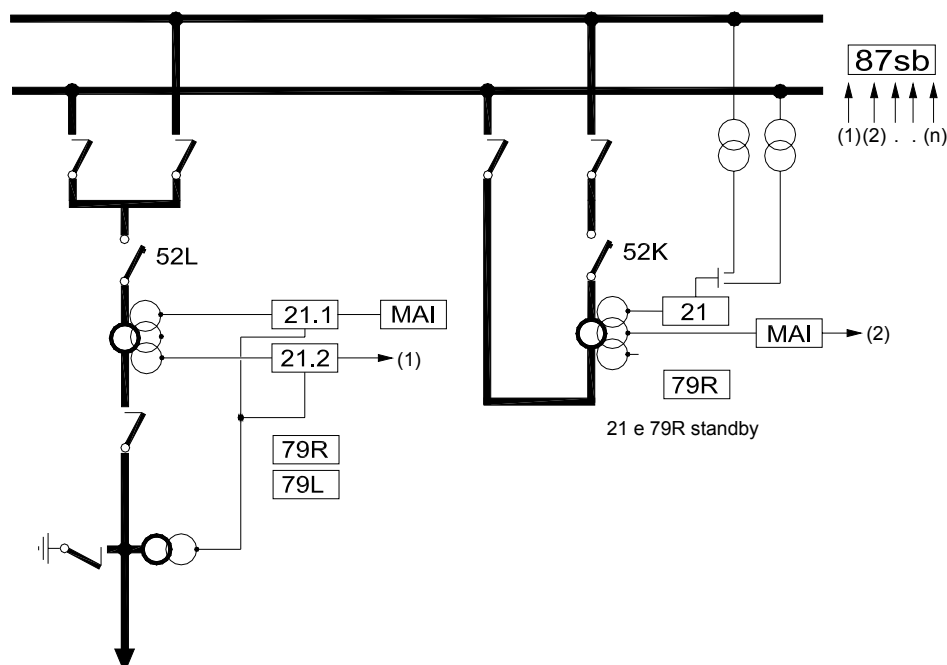 87sb
(1) (2) . . (n)
52L
52K
21.1
MAI
21
21.2
(1)
MAI
(2)
79R
21 e 79R standby
79R
79L